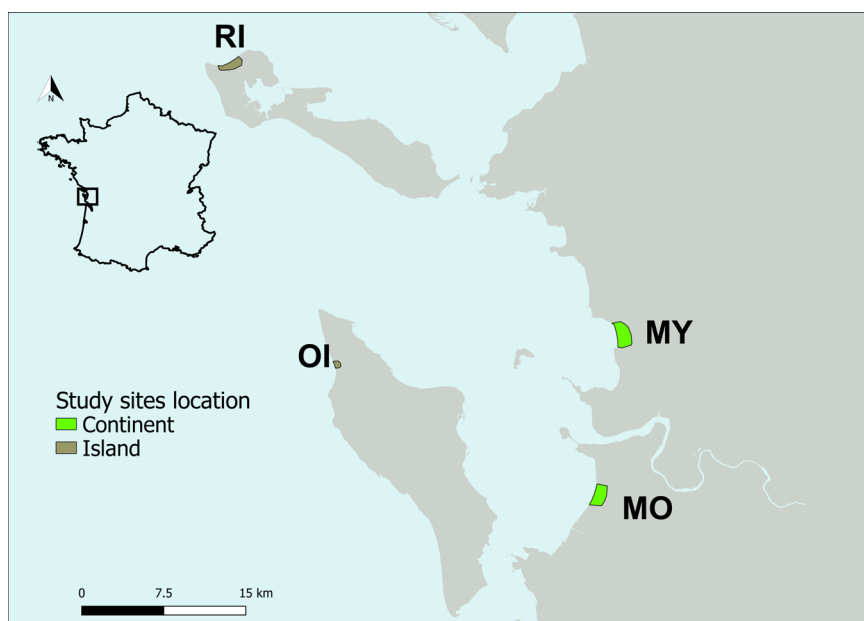 RI
N
MY
OI
Study sites location
Continent
Island
MO
0 7.5 15 km